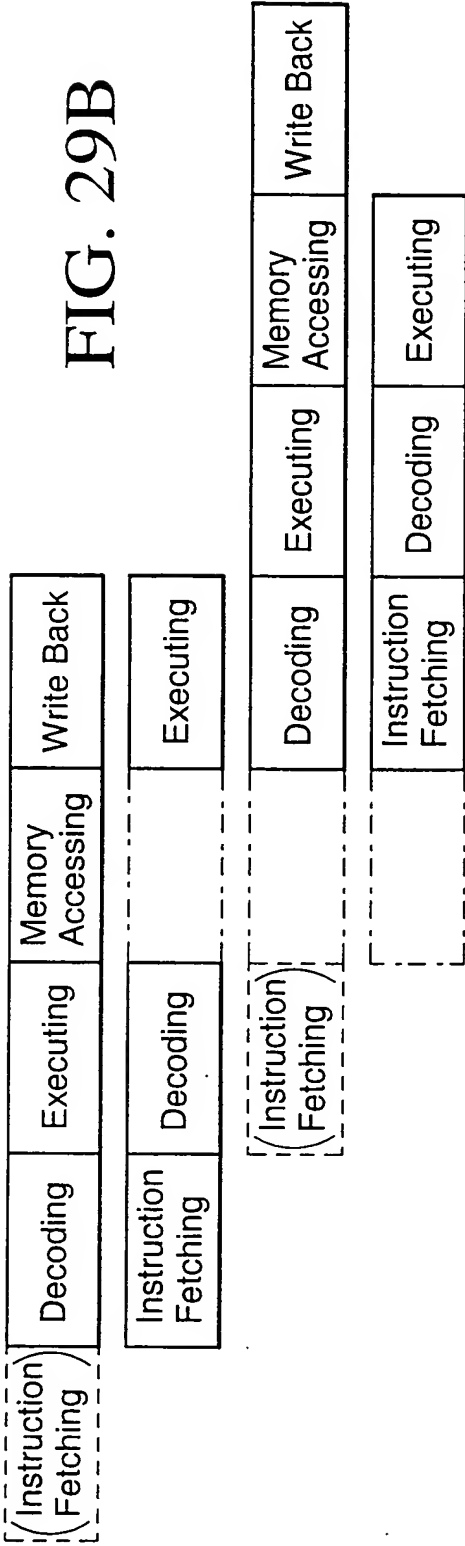 FIG. 29B
(Instruction
Fetching)
Decoding
Executing
Memory
Accessing
Write Back
Instruction
Fetching
Decoding
Executing
(Instruction
Fetching)
Decoding
Executing
Memory
Accessing
Write Back
Instruction
Fetching
Decoding
Executing